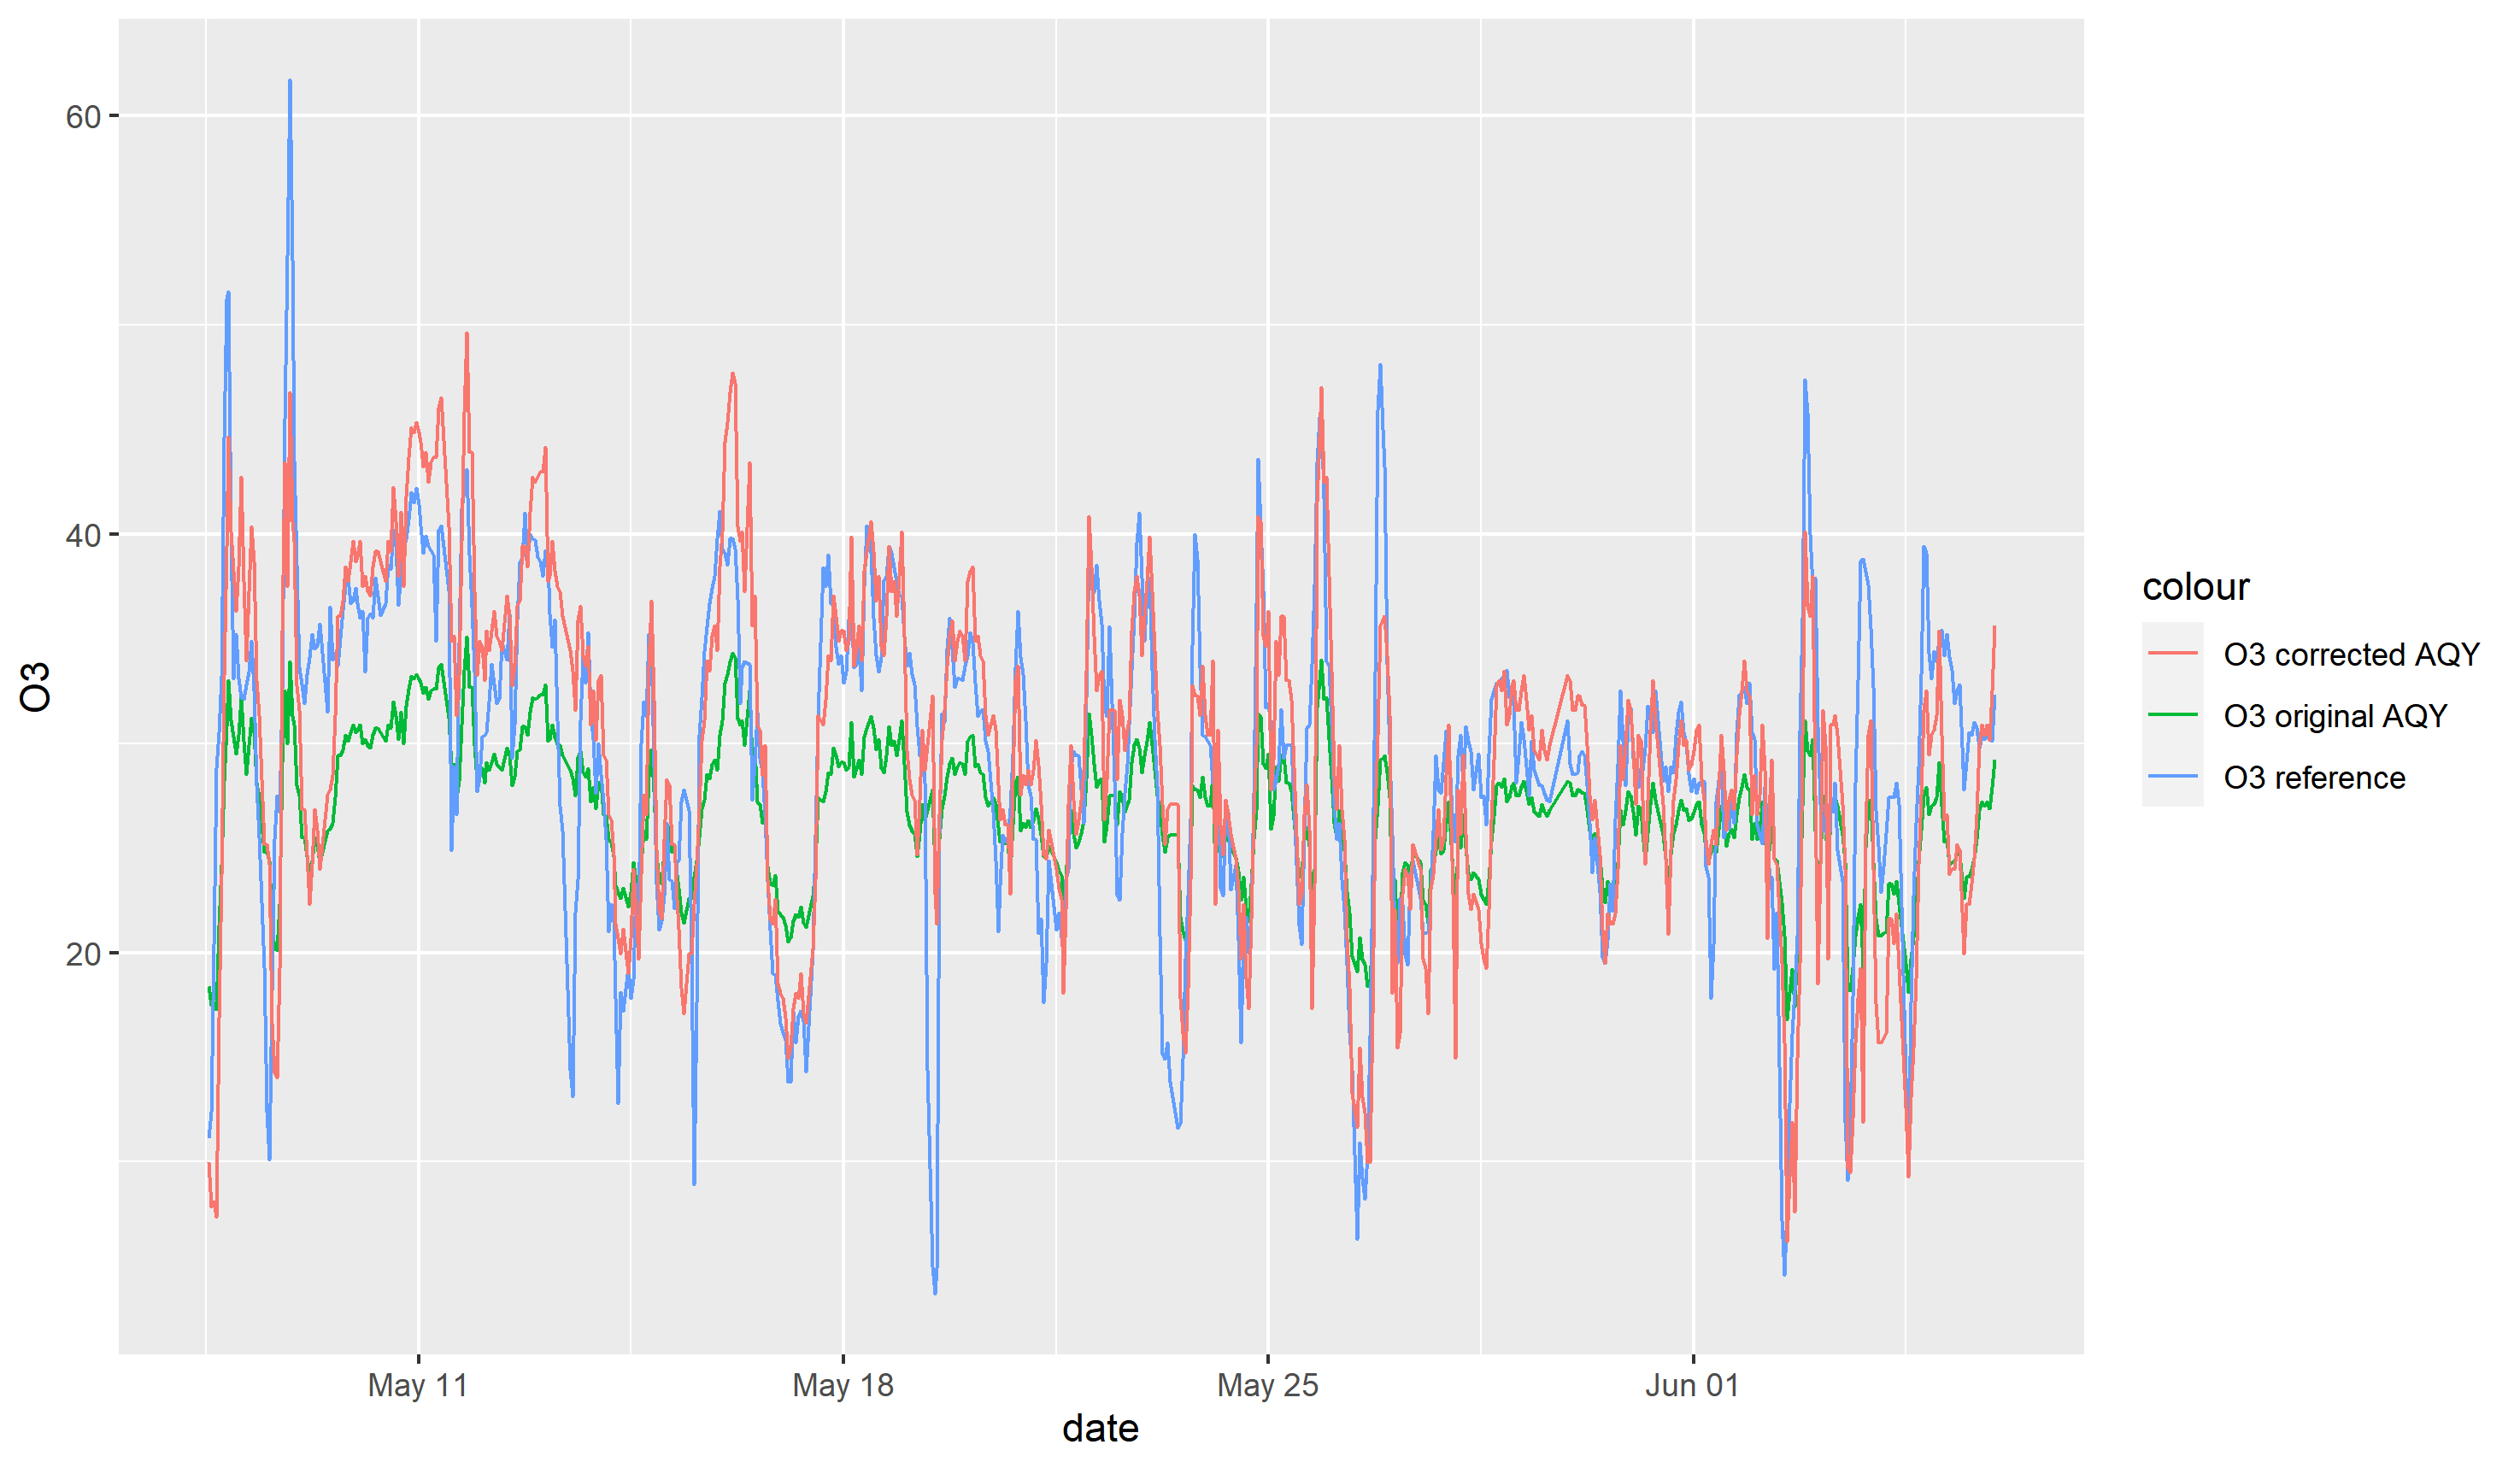 60
40
20
O3
May 11
May 18
May 25
Jun 01
date
colour
O3 corrected AQY
O3 original AQY
O3 reference